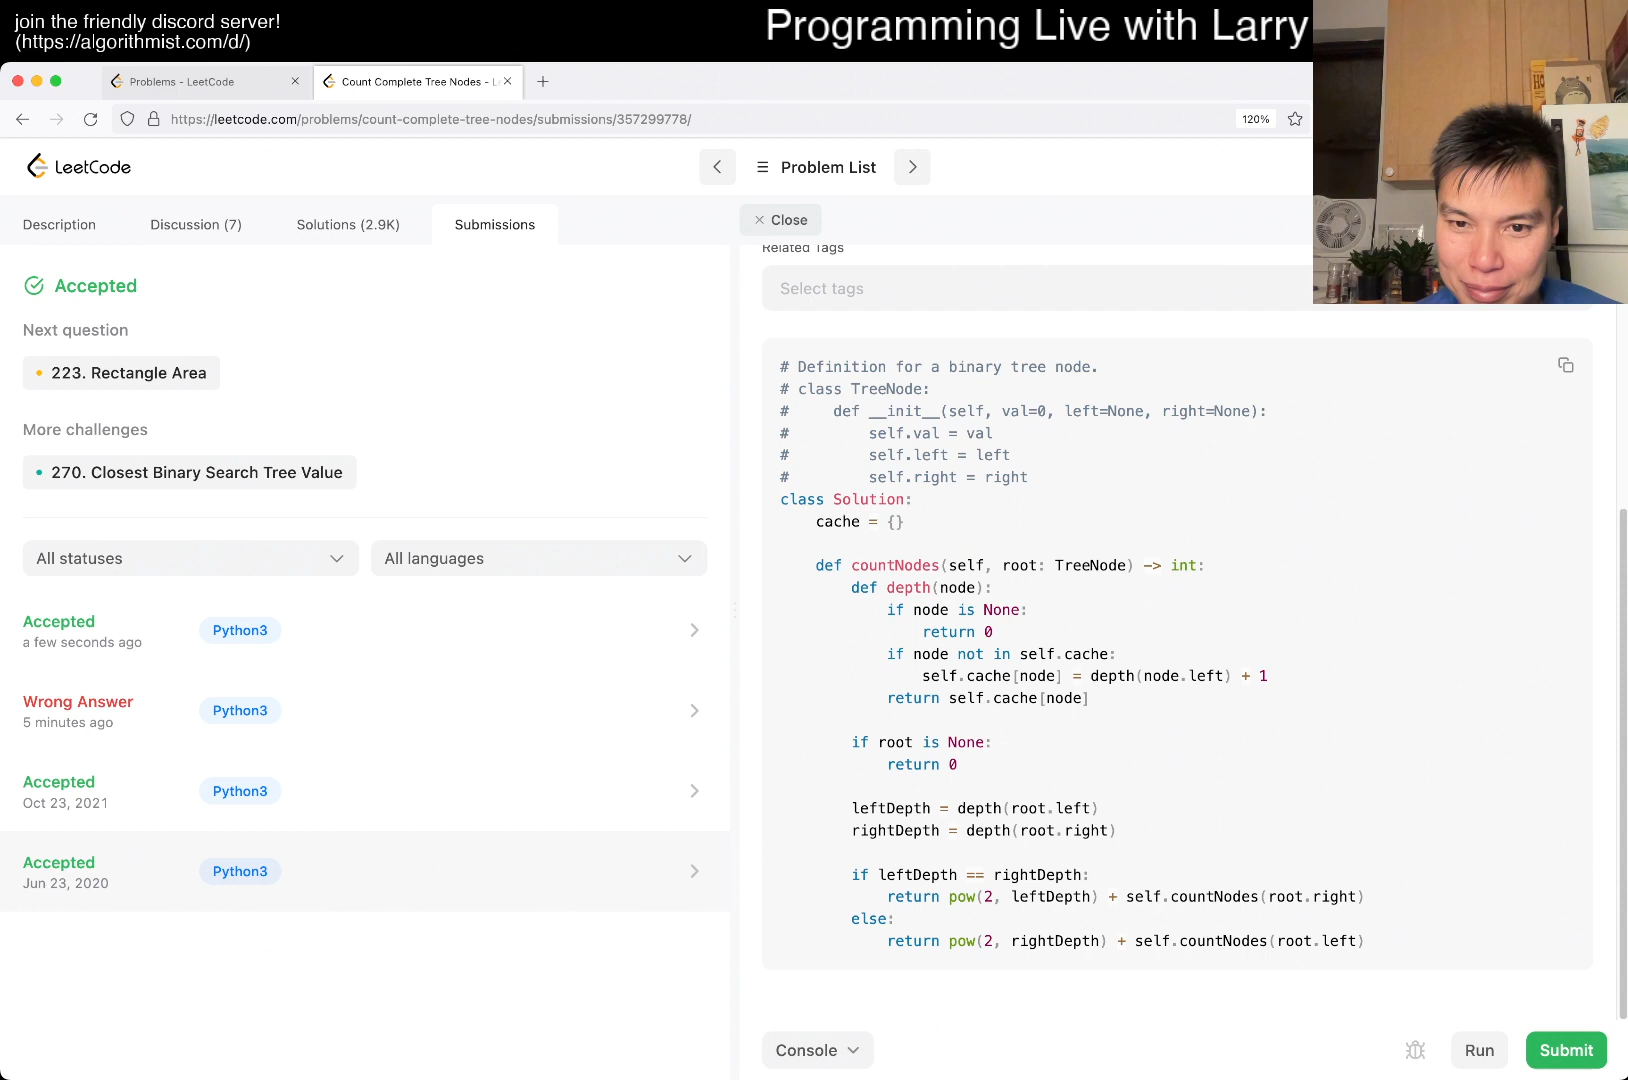 join the friendly discord server!
(https://algorithmist.com/d/)
Programming Live with Larry
Problems - LeetCode
Count Complete Tree Nodes - Le
https://leetcode.com/problems/count-complete-tree-nodes/submissions/357299778/
120%
LeetCode
Problem List
Description
Discussion (7)
Solutions (2.9K)
Submissions
Close
Related Tags
Select tags
Accepted
Next question
223. Rectangle Area
More challenges
270. Closest Binary Search Tree Value
All statuses
All languages
Accepted
a few seconds ago
Python3
Wrong Answer
5 minutes ago
Python3
Accepted
Oct 23, 2021
Python3
Accepted
Jun 23, 2020
Python3
# Definition for a binary tree node.
# class TreeNode:
#     def __init__(self, val=0, left=None, right=None):
#         self.val = val
#         self.left = left
#         self.right = right
class Solution:
    cache = {}
    def countNodes(self, root: TreeNode) -> int:
        def depth(node):
            if node is None:
                return 0
            if node not in self.cache:
                self.cache[node] = depth(node.left) + 1
            return self.cache[node]
        if root is None:
            return 0
        leftDepth = depth(root.left)
        rightDepth = depth(root.right)
        if leftDepth == rightDepth:
            return pow(2, leftDepth) + self.countNodes(root.right)
        else:
            return pow(2, rightDepth) + self.countNodes(root.left)
Console
Run
Submit